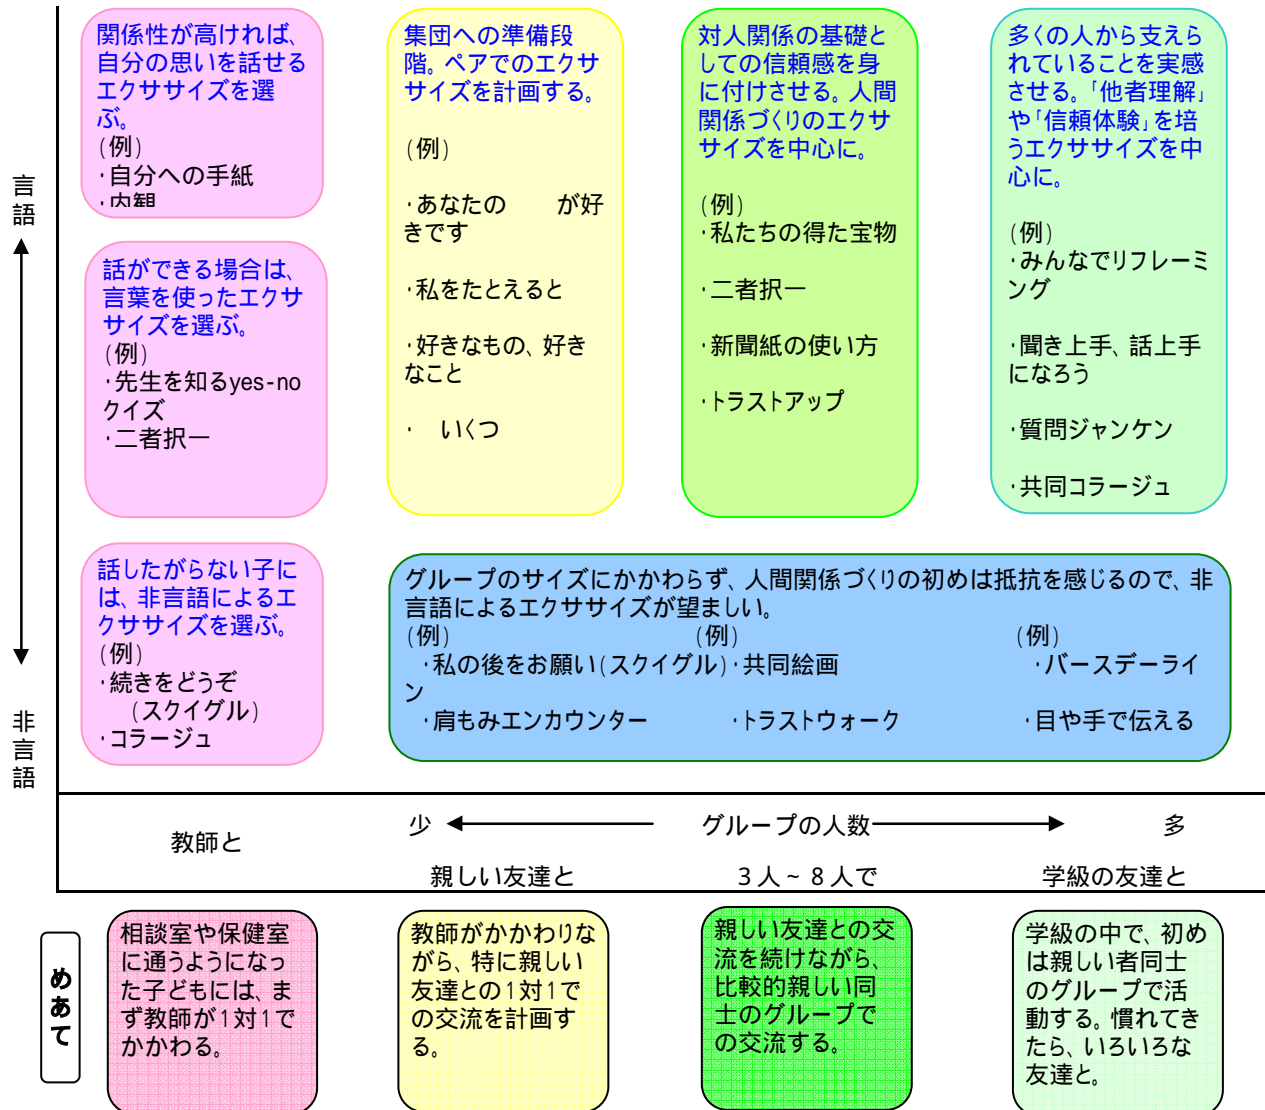 関係性が高ければ、
自分の思いを話せる
エクササイズを選
ぶ。
(例)
・自分への手紙
・内観
集団への準備段
階。ペアでのエクサ
サイズを計画する。
(例)
・あなたの　　が好
きです
・私をたとえると
・好きなもの、好き
なこと
・　いくつ
対人関係の基礎と
しての信頼感を身
に付けさせる。人間
関係づくりのエクサ
サイズを中心に。
(例)
・私たちの得た宝物
・二者択一
・新聞紙の使い方
・トラストアップ
多くの人から支えら
れていることを実感
させる。「他者理解」
や「信頼体験」を培
うエクササイズを中
心に。
(例)
・みんなでリフレーミ
ング
・聞き上手、話上手
になろう
・質問ジャンケン
・共同コラージュ
言語
非言語
話ができる場合は、
言葉を使ったエクサ
サイズを選ぶ。
(例)
・先生を知るyes-no
クイズ
・二者択一
話したがらない子に
は、非言語によるエ
クササイズを選ぶ。
(例)
・続きをどうぞ
(スクイグル)
・コラージュ
グループのサイズにかかわらず、人間関係づくりの初めは抵抗を感じるので、非
言語によるエクササイズが望ましい。
(例)　(例)　(例)
・私の後をお願い(スクイグル)・共同絵画　・バースデーライ
ン
・肩もみエンカウンター　・トラストウォーク　・目や手で伝える
教師と
少　グループの人数　多
親しい友達と　3人~8人で　学級の友達と
めあて
相談室や保健室
に通うようになっ
た子どもには、ま
ず教師が1対1で
かかわる。
教師がかかわりな
がら、特に親しい
友達との1対1で
の交流を計画す
る。
親しい友達との交
流を続けながら、
比較的親しい同
士のグループで
の交流する。
学級の中で、初め
は親しい者同士
のグループで活
動する。慣れてき
たら、いろいろな
友達と。